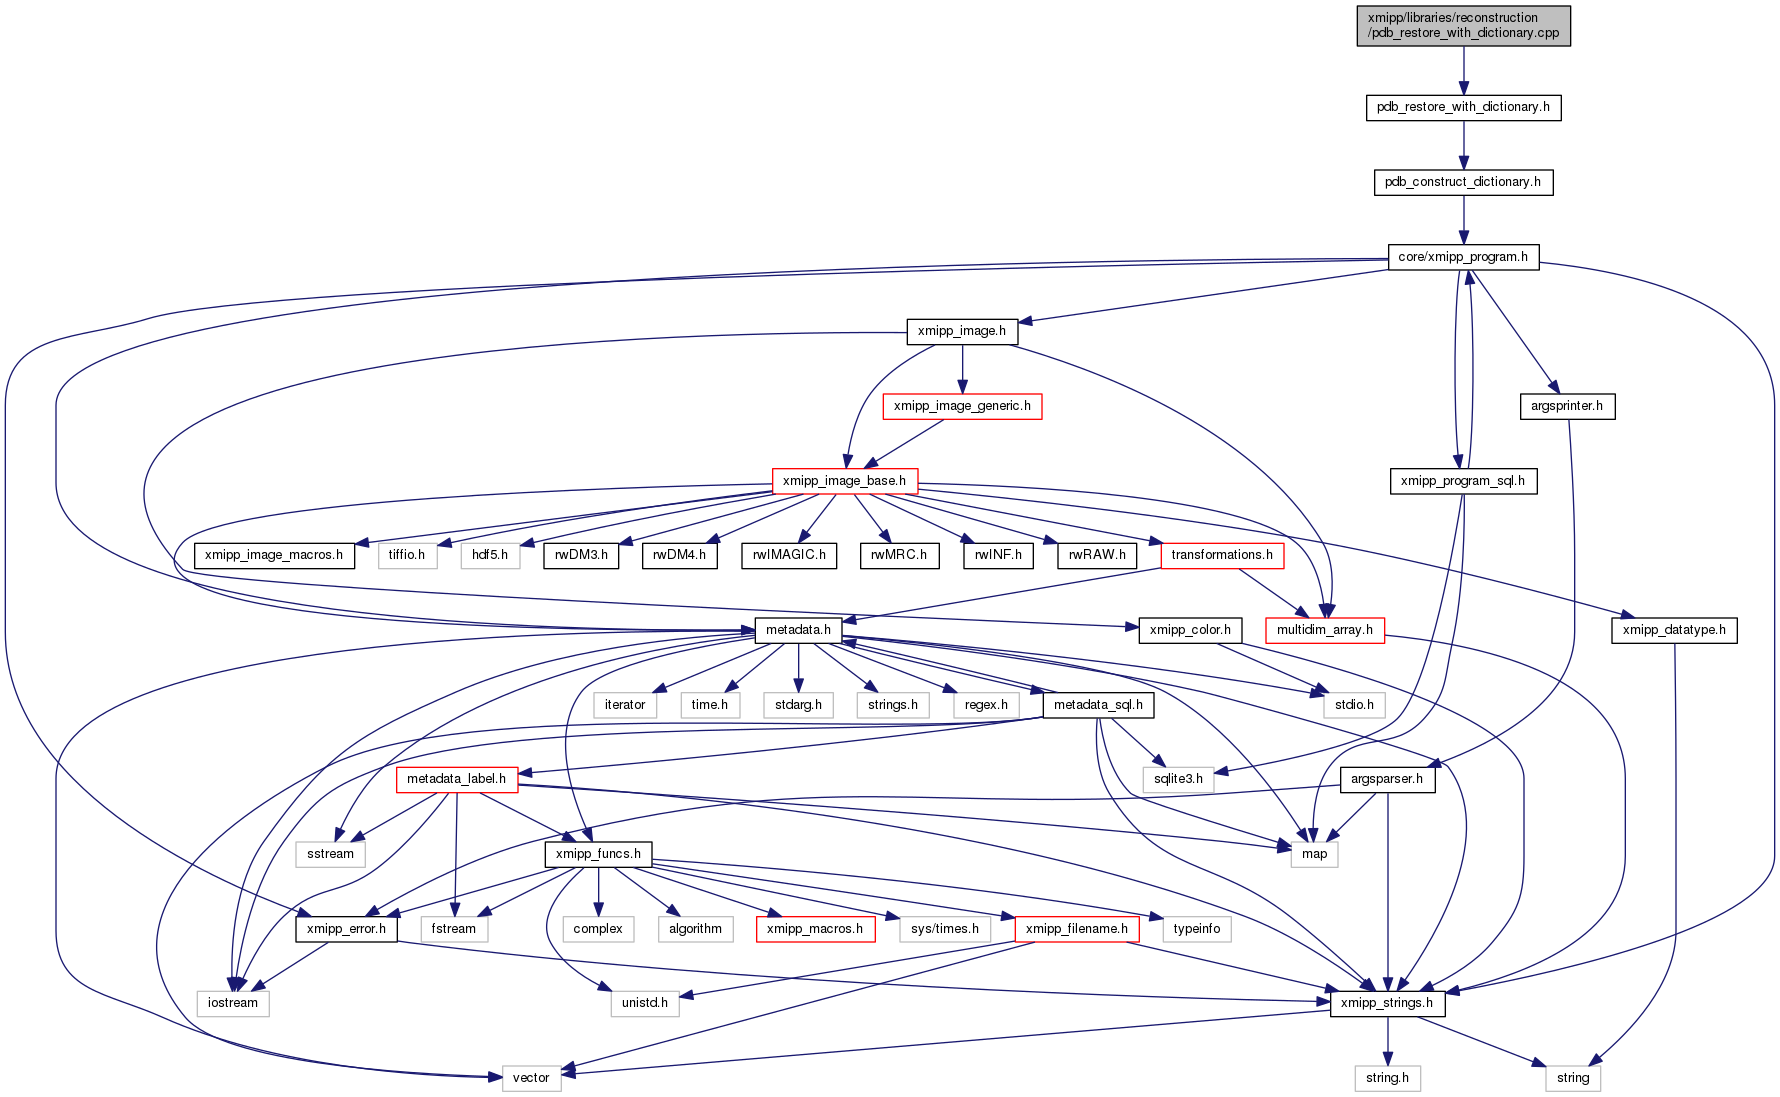 xmipp/libraries/reconstruction
/pdb_restore_with_dictionary.cpp
pdb_restore_with_dictionary.h
pdb_construct_dictionary.h
core/xmipp_program.h
xmipp_image.h
xmipp_image_generic.h
argsprinter.h
xmipp_image_base.h
xmipp_program_sql.h
xmipp_image_macros.h
tiffio.h
hdf5.h
rwDM3.h
rwDM4.h
rwIMAGIC.h
rwMRC.h
rwINF.h
rwRAW.h
transformations.h
metadata.h
xmipp_color.h
multidim_array.h
xmipp_datatype.h
iterator
time.h
stdarg.h
strings.h
regex.h
metadata_sql.h
stdio.h
metadata_label.h
sqlite3.h
argsparser.h
sstream
xmipp_funcs.h
map
xmipp_error.h
fstream
complex
algorithm
xmipp_macros.h
sys/times.h
xmipp_filename.h
typeinfo
iostream
unistd.h
xmipp_strings.h
vector
string.h
string